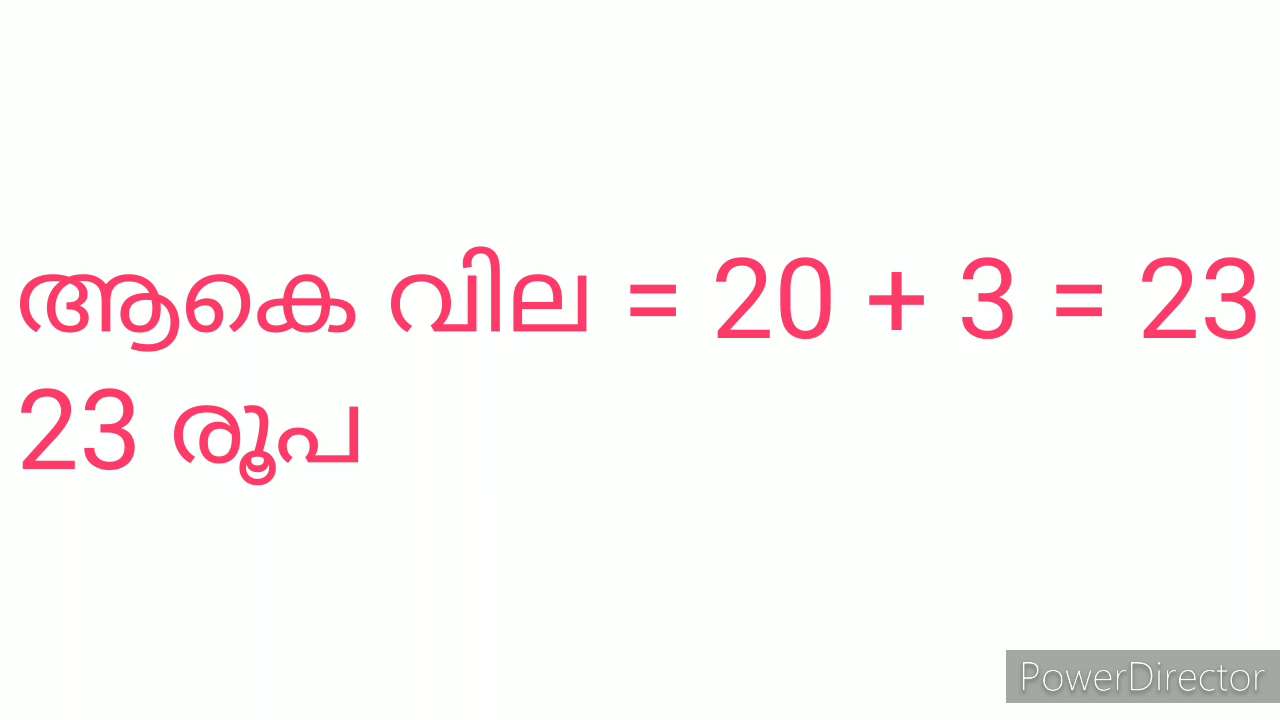 ആകെ വില = 20 + 3 = 23
23 രൂപ
PowerDirector